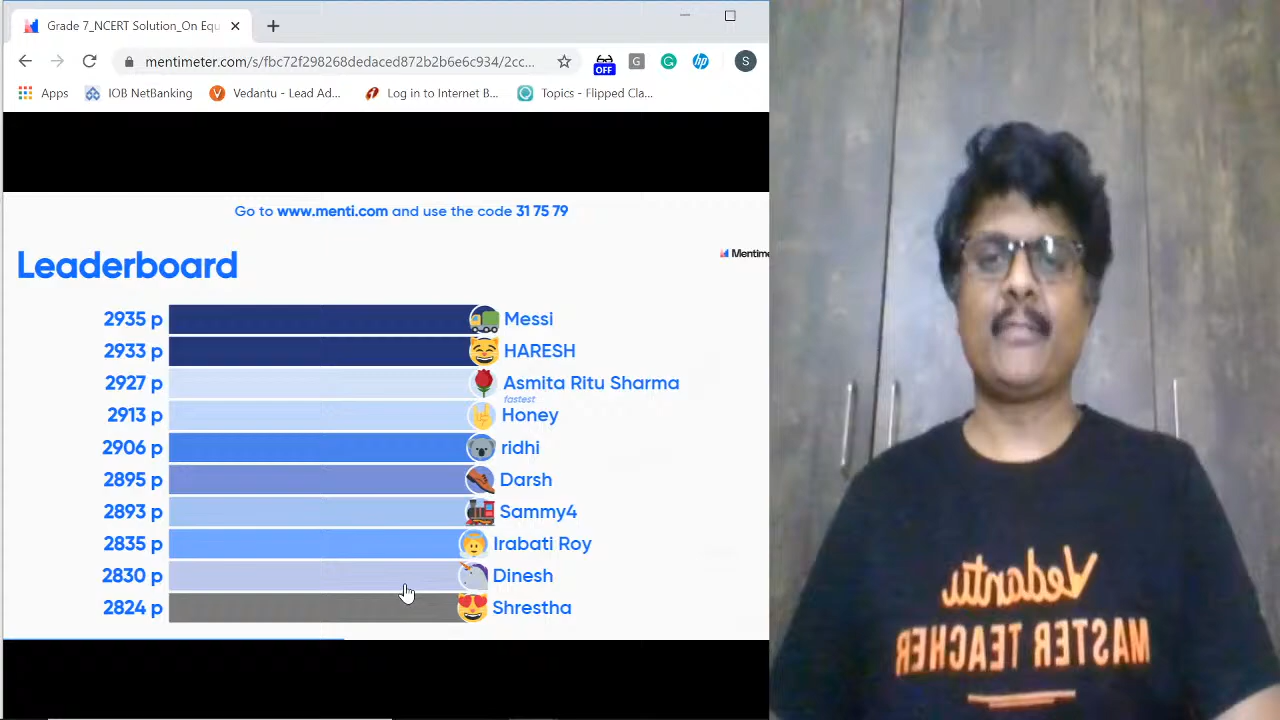 Grade 7_NCERT Solution_On Equ
mentimeter.com/s/fbc72f298268dedaced872b2b6e6c934/2cc...
OFF
G
S
Apps
IOB NetBanking
Vedantu - Lead Ad...
Log in to Internet B...
Topics - Flipped Cla...
Go to www.menti.com and use the code 31 75 79
Leaderboard
Mentime
2935 p Messi
2933 p HARESH
2927 p Asmita Ritu Sharma
fastest
2913 p Honey
2906 p ridhi
2895 p Darsh
2893 p Sammy4
2835 p Irabati Roy
2830 p Dinesh
2824 p Shrestha
Vedantu
MASTER TEACHER